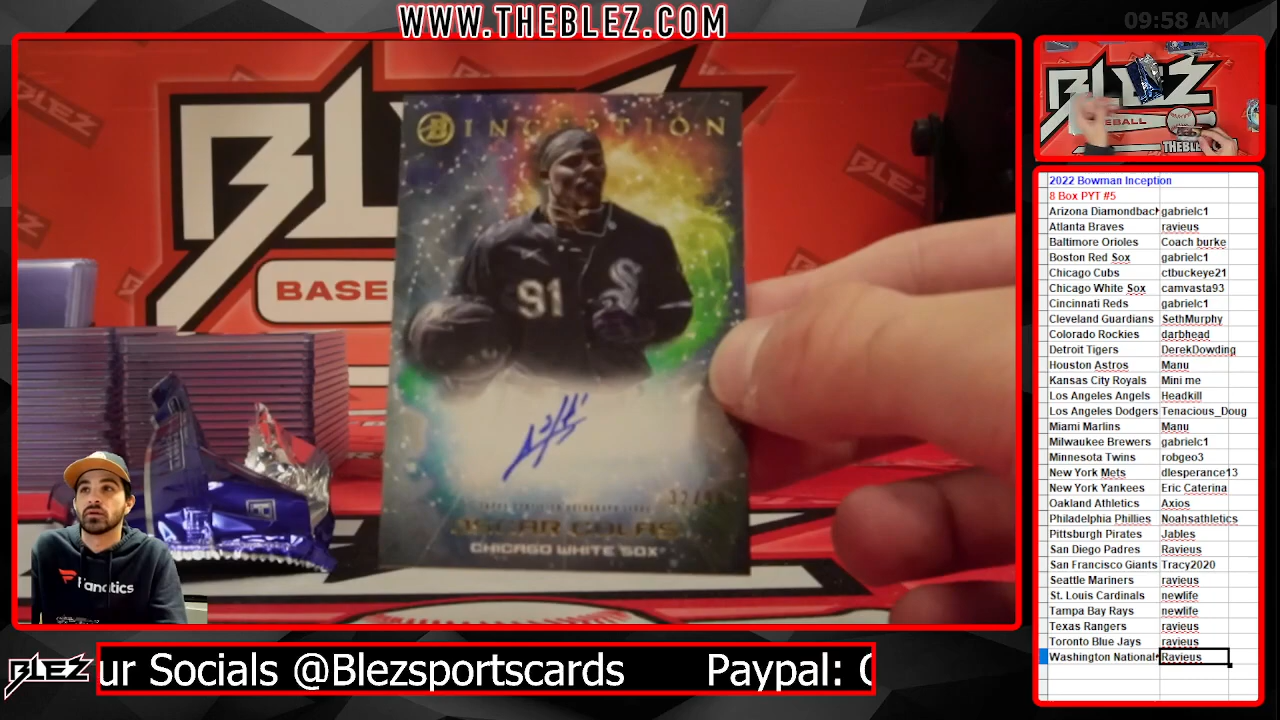 WWW.THEBLEZ.COM
09:58 AM
BLEZ
BASE
B INCEPTION
91
CHICAGO WHITE SOX
Fanatics
BLEZ
THEBLEZ
2022 Bowman Inception
8 Box PYT #5
Arizona Diamondback gabrielc1
Atlanta Braves ravieus
Baltimore Orioles Coach burke
Boston Red Sox gabrielc1
Chicago Cubs ctbuckeye21
Chicago White Sox camvasta93
Cincinnati Reds gabrielc1
Cleveland Guardians SethMurphy
Colorado Rockies darbhead
Detroit Tigers DerekDowding
Houston Astros Manu
Kansas City Royals Mini me
Los Angeles Angels Headkill
Los Angeles Dodgers Tenacious_Doug
Miami Marlins Manu
Milwaukee Brewers gabrielc1
Minnesota Twins robgeo3
New York Mets dlesperance13
New York Yankees Eric Caterina
Oakland Athletics Axios
Philadelphia Phillies Noahsathletics
Pittsburgh Pirates Jables
San Diego Padres Ravieus
San Francisco Giants Tracy2020
Seattle Mariners ravieus
St. Louis Cardinals newlife
Tampa Bay Rays newlife
Texas Rangers ravieus
Toronto Blue Jays ravieus
Washington National Ravieus
BLEZ
ur Socials @Blezsportscards Paypal: